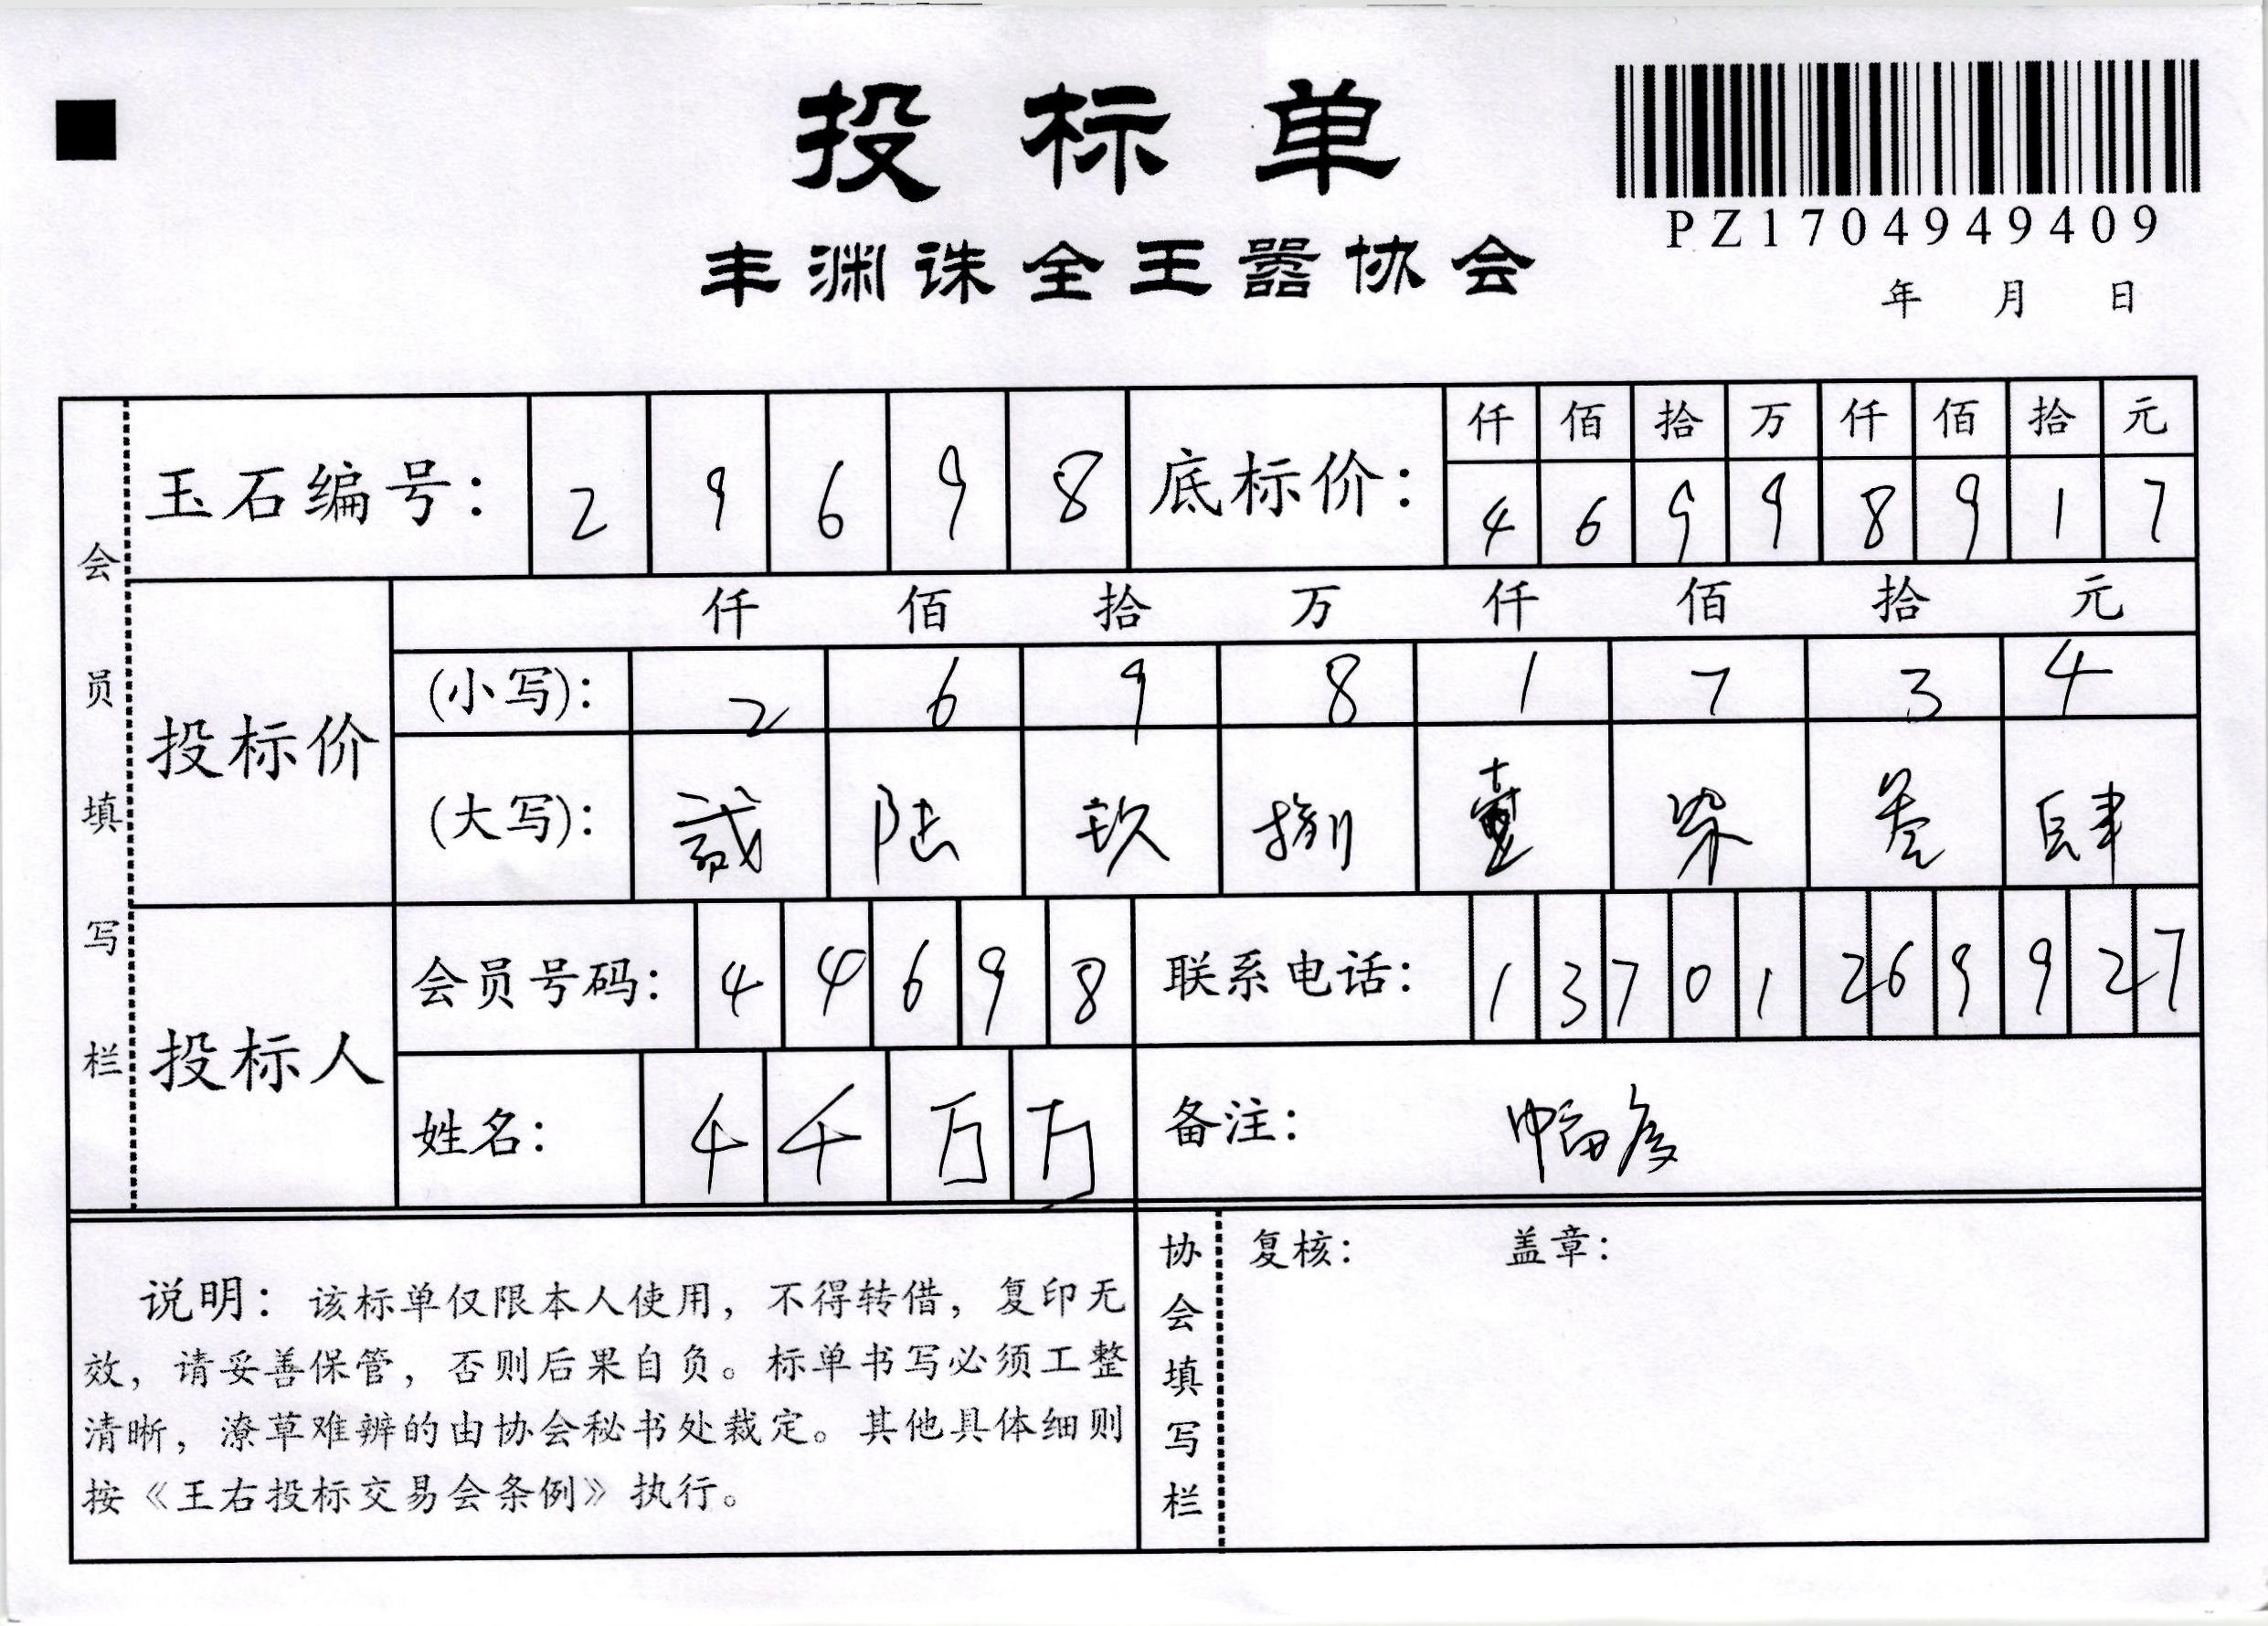 投标单
PZ1704949409
丰渊诛全王嚣协会
年 月 日
会员填写栏
玉石编号: 2 9 6 9 8
底标价: 仟 佰 拾 万 仟 佰 拾 元
4 6 9 9 8 9 1 7
投标价
仟 佰 拾 万 仟 佰 拾 元
(小写): 2 6 9 8 1 7 3 4
(大写): 贰 陆 玖 捌 壹 柒 叁 肆
投标人
会员号码: 4 4 6 9 8
联系电话: 1 3 7 0 1 2 6 9 9 2 7
姓名:
备注:
说明: 该标单仅限本人使用, 不得转借, 复印无
效, 请妥善保管, 否则后果自负。标单书写必须工整
清晰, 潦草难辨的由协会秘书处裁定。其他具体细则
按《王右投标交易会条例》执行。
协会填写栏
复核: 盖章: